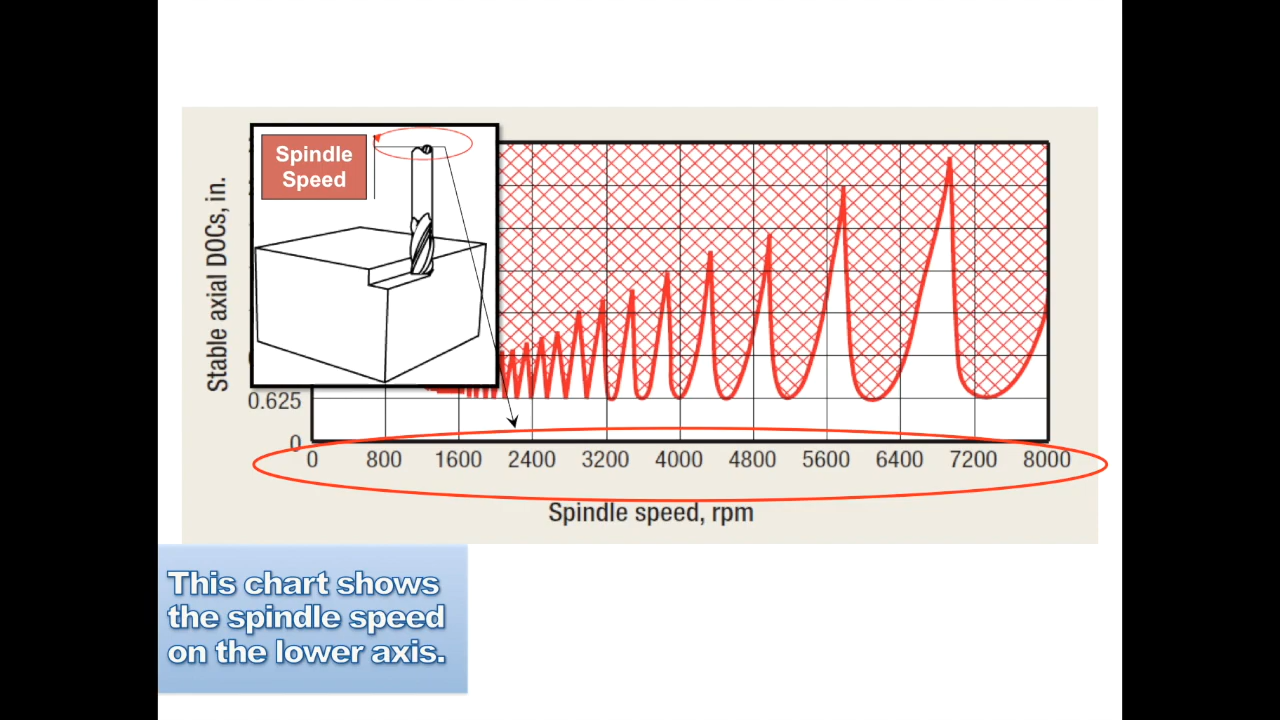 Spindle
Speed
Stable axial DOCs, in.
0.625
0
0 800 1600 2400 3200 4000 4800 5600 6400 7200 8000
Spindle speed, rpm
This chart shows
the spindle speed
on the lower axis.